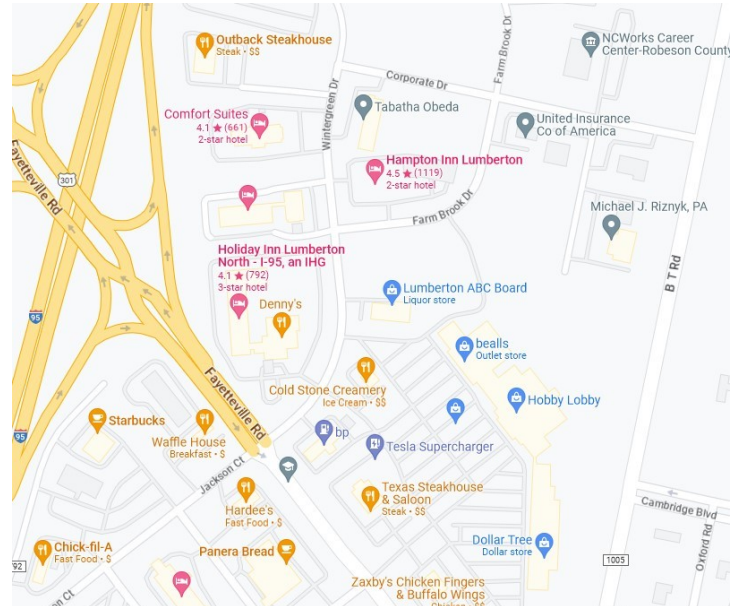 Outback Steakhouse
Steak • $$
NCWorks Career
Center-Robeson County
Farm Brook Dr
Corporate Dr
Wintergreen Dr
Tabatha Obeda
Comfort Suites
4.1 ★ (661)
2-star hotel
United Insurance
Co of America
Hampton Inn Lumberton
4.5 ★ (1119)
2-star hotel
Fayetteville Rd
301
Michael J. Riznyk, PA
Farm Brook Dr
Holiday Inn Lumberton
North - I-95, an IHG
4.1 ★ (792)
3-star hotel
B T Rd
Lumberton ABC Board
Liquor store
Denny's
95
bealls
Outlet store
Cold Stone Creamery
Ice Cream • $$
Hobby Lobby
Fayetteville Rd
Starbucks
Waffle House
Breakfast • $
bp
Tesla Supercharger
95
Jackson Ct
Texas Steakhouse
& Saloon
Steak • $$
Hardee's
Fast Food • $
Cambridge Blvd
Oxford Rd
Dollar Tree
Dollar store
Chick-fil-A
Fast Food • $
Panera Bread
1005
92
Zaxby's Chicken Fingers
& Buffalo Wings
Chicken • $$
on Ct